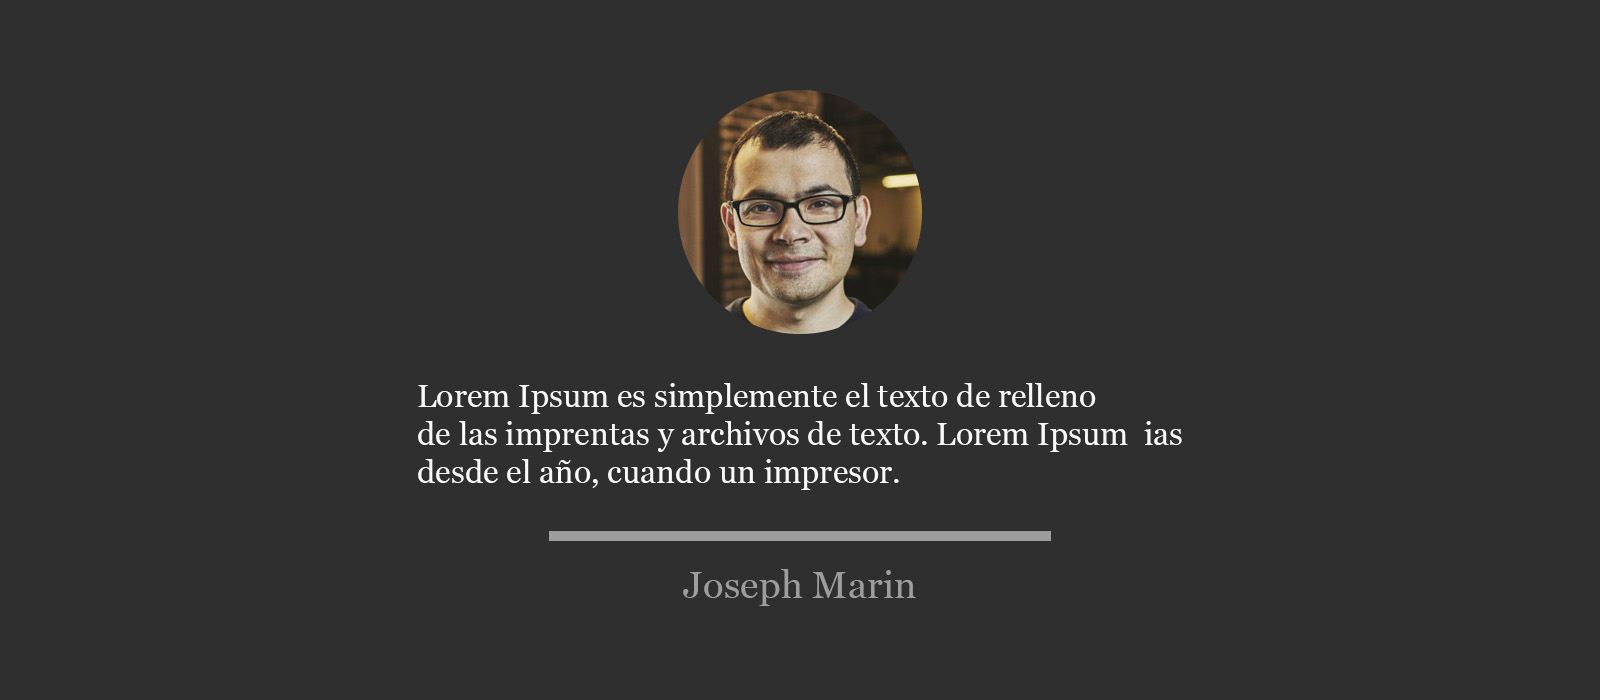 Lorem Ipsum es simplemente el texto de relleno
de las imprentas y archivos de texto. Lorem Ipsum  ias
desde el año, cuando un impresor.
Joseph Marin